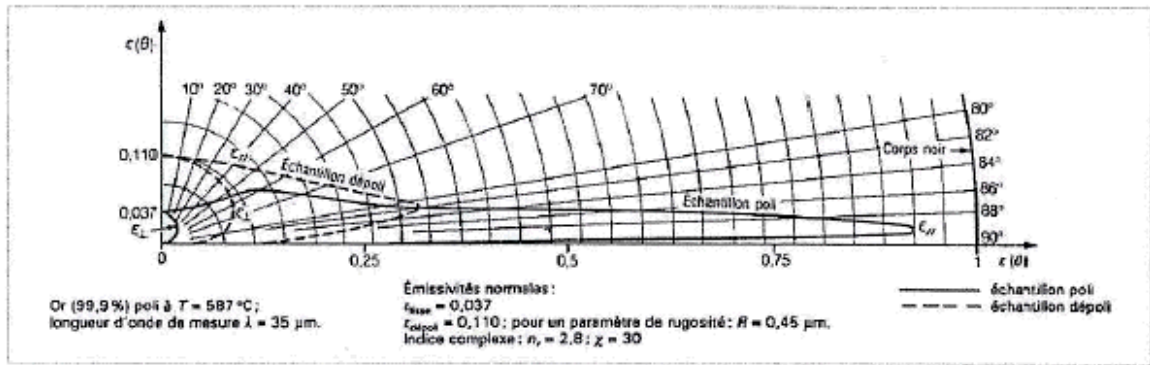 ε(θ)
10° 20° 30° 40° 50° 60° 70°
80°
82°
Corps noir
84°
86°
88°
90°
0,110
ε∥
Échantillon dépoli
ε⊥
Échantillon poli
0,037
ε⊥
ε∥
0 0,25 0,5 0,75 1 ε(θ)
Or (99,9%) poli à T = 587 °C;
longueur d'onde de mesure λ = 35 µm.
Émissivités normales :
εlisse = 0,037
εdépoli = 0,110 ; pour un paramètre de rugosité : R = 0,45 µm.
Indice complexe : nr = 2,8 ; χ = 30
échantillon poli
échantillon dépoli